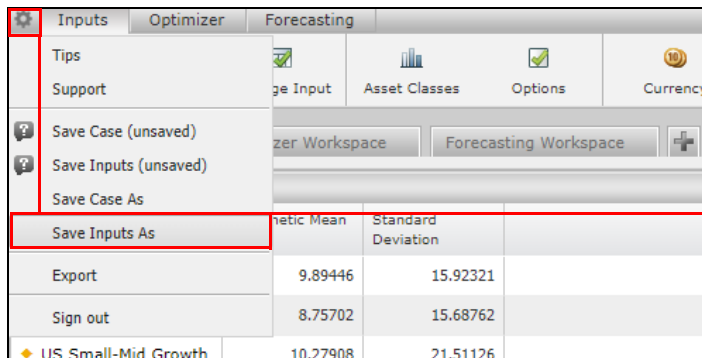 Inputs Optimizer Forecasting
Tips
Support
ge Input Asset Classes Options Currency
Save Case (unsaved)
Save Inputs (unsaved)
Save Case As
Save Inputs As
Export
Sign out
zer Workspace Forecasting Workspace
netic Mean Standard
Deviation
9.89446 15.92321
8.75702 15.68762
US Small-Mid Growth 10.27908 21.51126